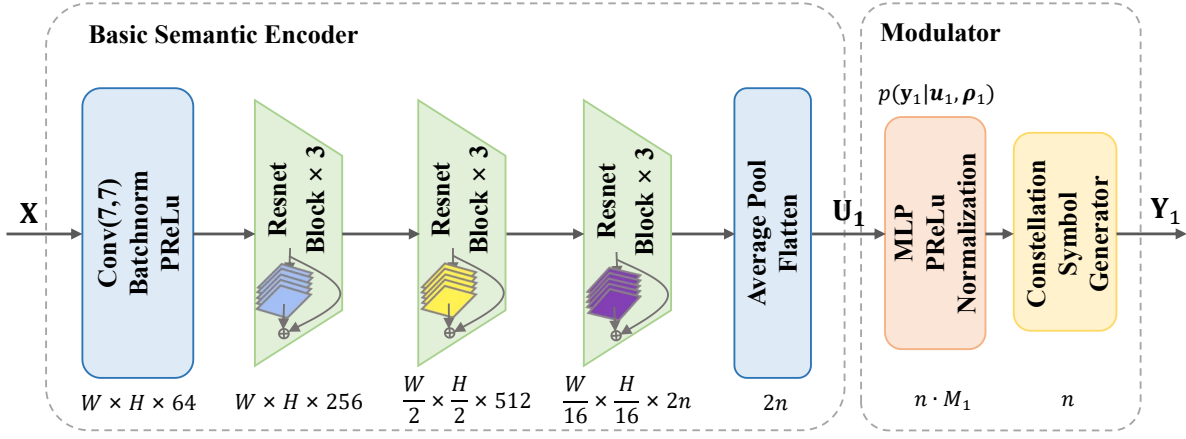 Basic Semantic Encoder
Modulator
X
Conv(7,7)
Batchnorm
PReLu
W × H × 64
Resnet
Block × 3
W × H × 256
Resnet
Block × 3
W/2 × H/2 × 512
Resnet
Block × 3
W/16 × H/16 × 2n
Average Pool
Flatten
2n
U₁
p(y₁|u₁, ρ₁)
MLP
PReLu
Normalization
n · M₁
Constellation
Symbol
Generator
n
Y₁